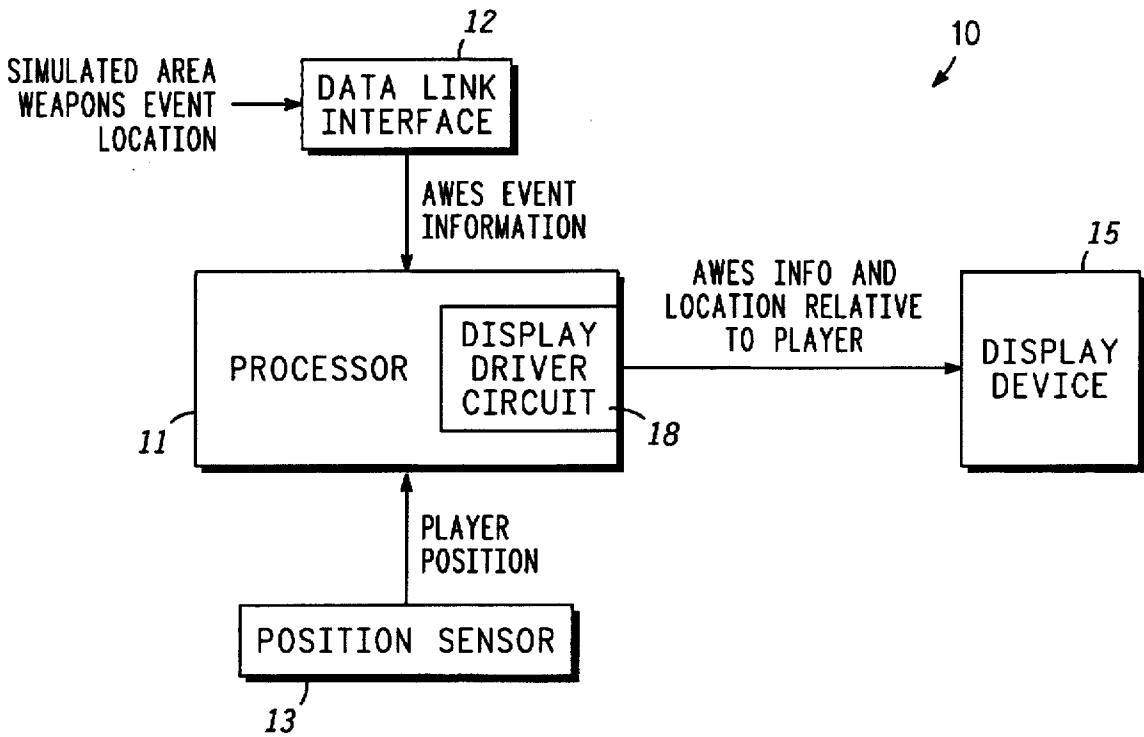 12
10
SIMULATED AREA
WEAPONS EVENT
LOCATION
DATA LINK
INTERFACE
AWES EVENT
INFORMATION
15
AWES INFO AND
LOCATION RELATIVE
TO PLAYER
PROCESSOR
DISPLAY
DRIVER
CIRCUIT
DISPLAY
DEVICE
11
18
PLAYER
POSITION
POSITION SENSOR
13